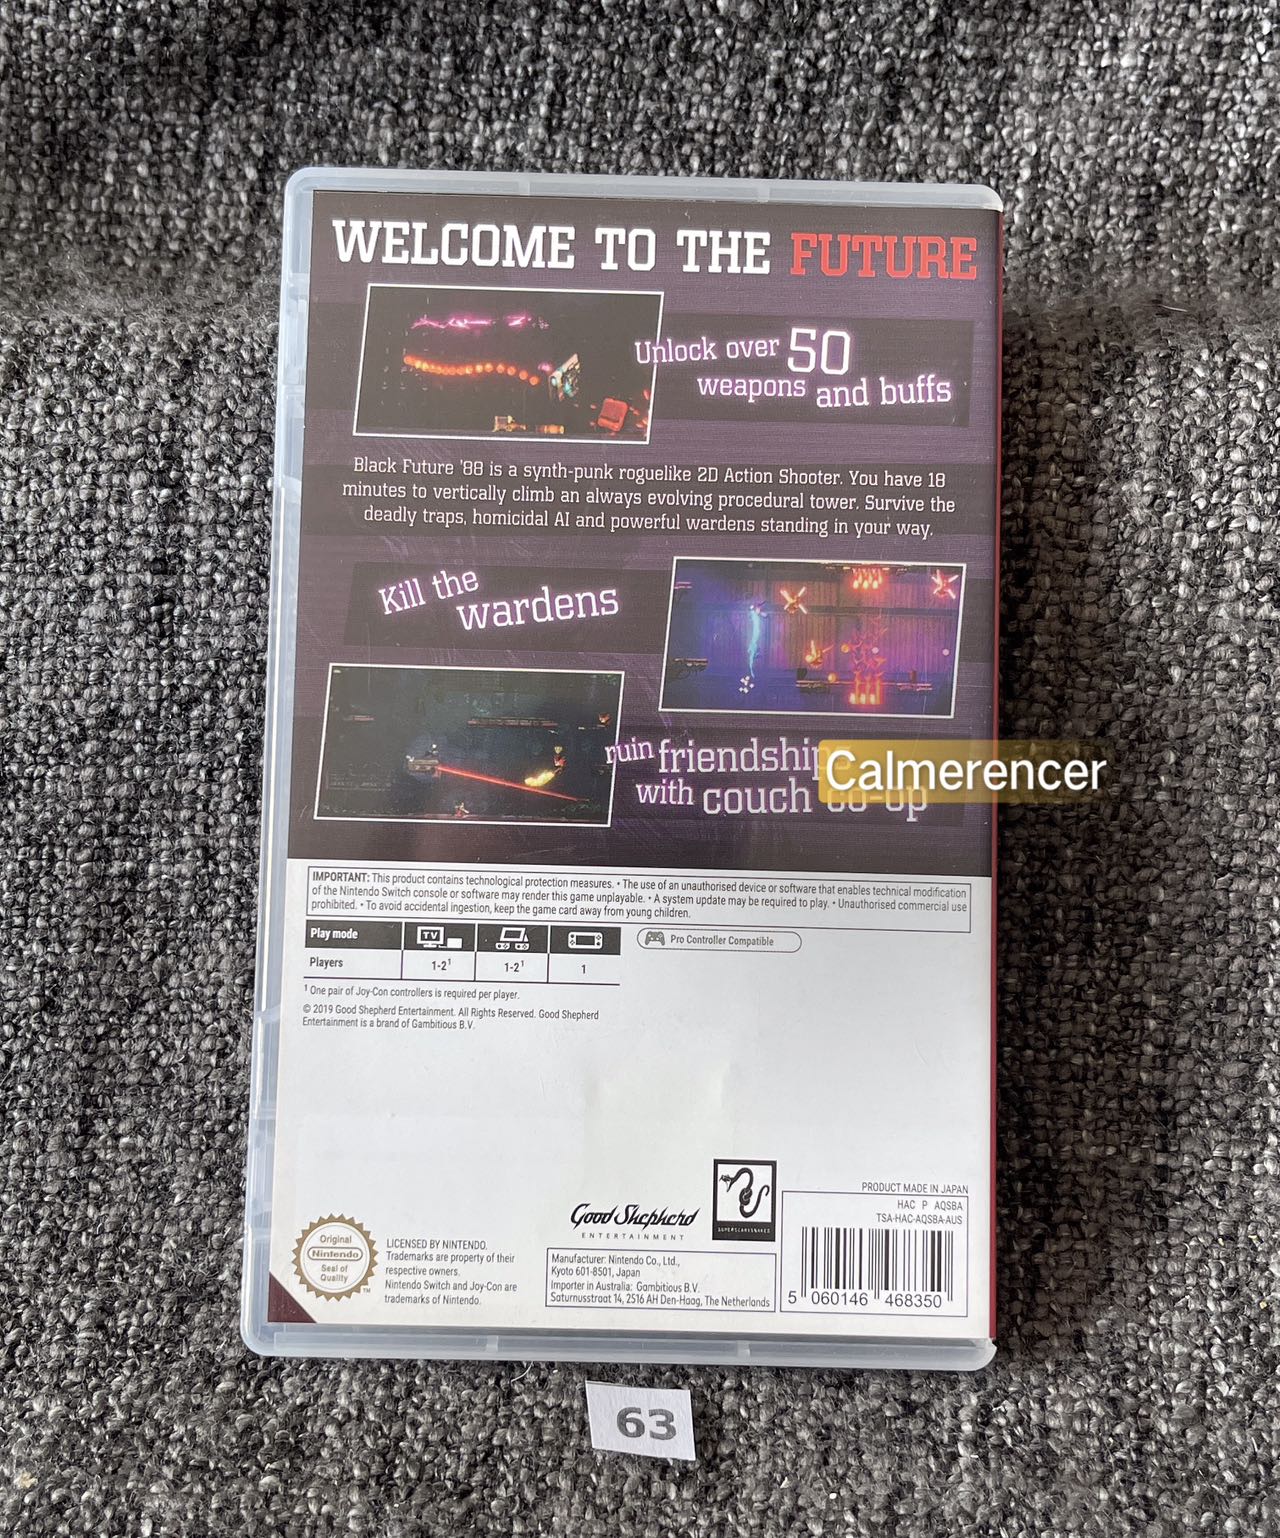 WELCOME TO THE FUTURE
Unlock over 50
weapons and buffs
Black Future '88 is a synth-punk roguelike 2D Action Shooter. You have 18
minutes to vertically climb an always evolving procedural tower. Survive the
deadly traps, homicidal AI and powerful wardens standing in your way.
Kill the
wardens
ruin friendships
with couch co-op
Calmerencer
IMPORTANT: This product contains technological protection measures. • The use of an unauthorised device or software that enables technical modification
of the Nintendo Switch console or software may render this game unplayable. • A system update may be required to play. • Unauthorised commercial use
prohibited. • To avoid accidental ingestion, keep the game card away from young children.
Play mode TV
Players 1-2¹ 1-2¹ 1
Pro Controller Compatible
¹ One pair of Joy-Con controllers is required per player.
© 2019 Good Shepherd Entertainment. All Rights Reserved. Good Shepherd
Entertainment is a brand of Gambitious B.V.
Original
Nintendo
Seal of
Quality
TM
LICENSED BY NINTENDO.
Trademarks are property of their
respective owners.
Nintendo Switch and Joy-Con are
trademarks of Nintendo.
Good Shepherd
ENTERTAINMENT
SUPERSCARYSNAKES
Manufacturer: Nintendo Co., Ltd.,
Kyoto 601-8501, Japan
Importer in Australia: Gambitious B.V.
Saturnusstraat 14, 2516 AH Den-Haag, The Netherlands
PRODUCT MADE IN JAPAN
HAC P AQSBA
TSA-HAC-AQSBA-AUS
5 060146 468350
63